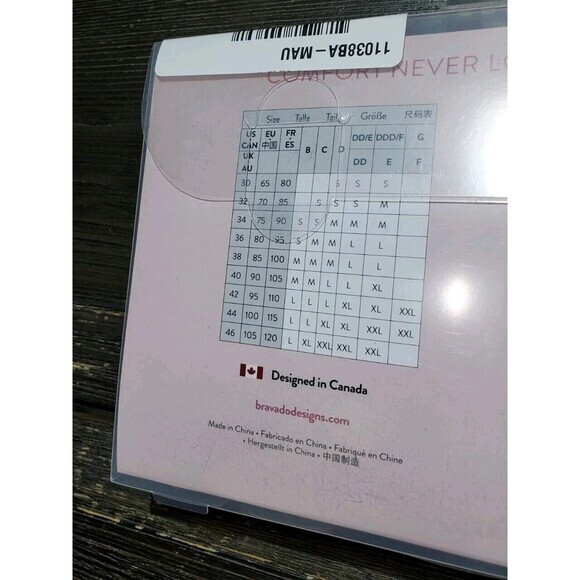 11038BA-MAU
COMFORT NEVER LO
Size Talla Taille Größe 尺码表
US CAN UK AU EU 中国 FR ES B C D DD/E DDD/F G
DD E F
30 65 80 S S S
32 70 85 S S S M
34 75 90 S S M M M
36 80 95 S M M L L
38 85 100 M M M L L
40 90 105 M M L L XL
42 95 110 L L L XL XL XXL
44 100 115 L L XL XL XXL XXL
46 105 120 L XL XXL XXL XXL
Designed in Canada
bravadodesigns.com
Made in China • Fabricado en China • Fabriqué en Chine
• Hergestellt in China • 中国制造